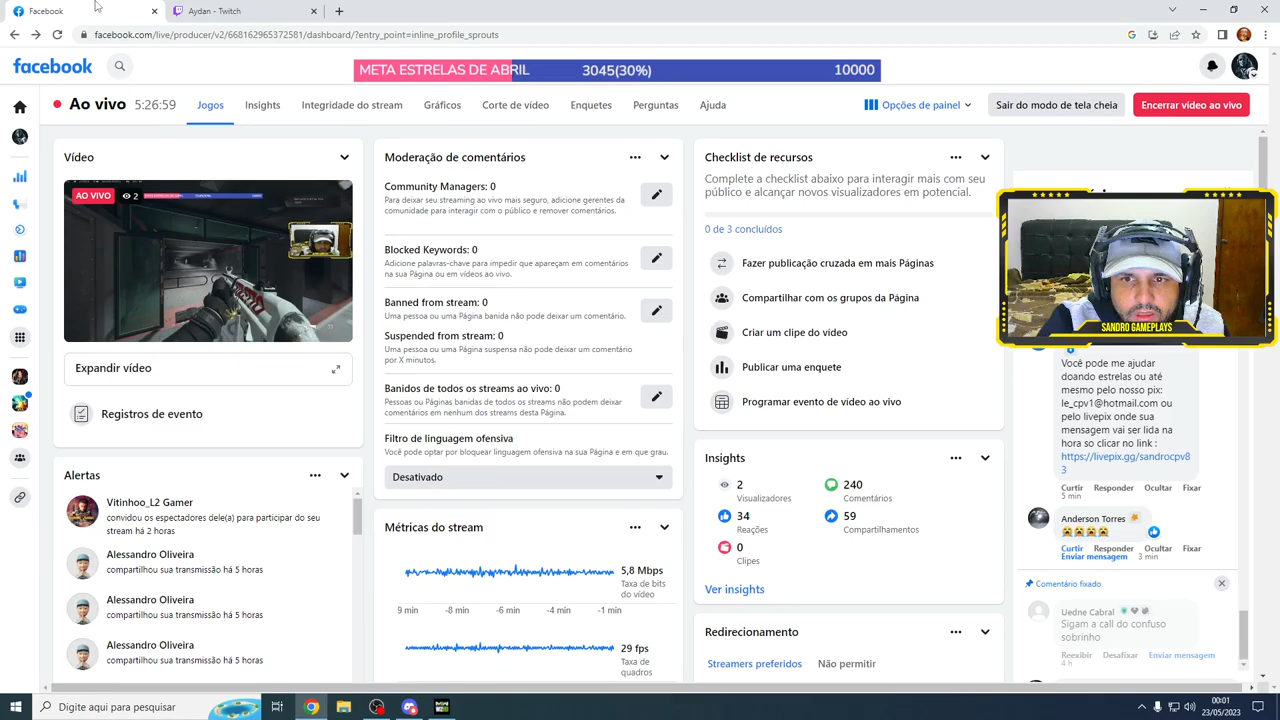 Facebook
Aydan - Twitch
facebook.com/live/producer/v2/668162965372581/dashboard/?entry_point=inline_profile_sprouts
facebook
META ESTRELAS DE ABRIL 3045(30%) 10000
Ao vivo 5:26:59
Jogos
Insights
Integridade do stream
Gráficos
Corte de vídeo
Enquetes
Perguntas
Ajuda
Opções de painel
Sair do modo de tela cheia
Encerrar vídeo ao vivo
Vídeo
AO VIVO 2
Expandir vídeo
Registros de evento
Alertas
Vitinhoo_L2 Gamer
convidou os espectadores dele(a) para participar do seu
stream há 2 horas
Alessandro Oliveira
compartilhou sua transmissão há 5 horas
Alessandro Oliveira
compartilhou sua transmissão há 5 horas
Alessandro Oliveira
compartilhou sua transmissão há 5 horas
Moderação de comentários
Community Managers: 0
Para deixar seu streaming ao vivo mais seguro, adicione gerentes da
comunidade para interagir com o público e remover comentários.
Blocked Keywords: 0
Adicione palavras-chave para impedir que apareçam em comentários
na sua Página ou em vídeos ao vivo.
Banned from stream: 0
Uma pessoa ou uma Página banida não pode deixar um comentário.
Suspended from stream: 0
Uma pessoa ou uma Página suspensa não pode deixar um comentário
por X minutos.
Banidos de todos os streams ao vivo: 0
Pessoas ou Páginas banidas de todas os streams não podem deixar
comentários em nenhum dos streams desta Página.
Filtro de linguagem ofensiva
Você pode optar por bloquear linguagem ofensiva na sua Página e em que grau.
Desativado
Métricas do stream
5,8 Mbps
Taxa de bits
do vídeo
9 min -8 min -6 min -4 min -1 min
29 fps
Taxa de
quadros
Checklist de recursos
Complete a checklist abaixo para interagir mais com seu
público e alcançar novos visualizadores em potencial.
0 de 3 concluídos
Fazer publicação cruzada em mais Páginas
Compartilhar com os grupos da Página
Criar um clipe do vídeo
Publicar uma enquete
Programar evento de vídeo ao vivo
Insights
2
Visualizadores
240
Comentários
34
Reações
59
Compartilhamentos
0
Clipes
Ver insights
Redirecionamento
Streamers preferidos
Não permitir
SANDRO GAMEPLAYS
Você pode me ajudar
doando estrelas ou até
mesmo pelo nosso pix:
le_cpv1@hotmail.com ou
pelo livepix onde sua
mensagem vai ser lida na
hora so clicar no link :
https://livepix.gg/sandrocpv8
3
Curtir Responder Ocultar Fixar
5 min
Anderson Torres
😭😭😭😭
Curtir Responder Ocultar Fixar
Enviar mensagem 3 min
Comentário fixado
Uedne Cabral
Sigam a call do confuso
sobrinho
Reexibir Desafixar Enviar mensagem
4 h
Digite aqui para pesquisar
00:01
23/05/2023